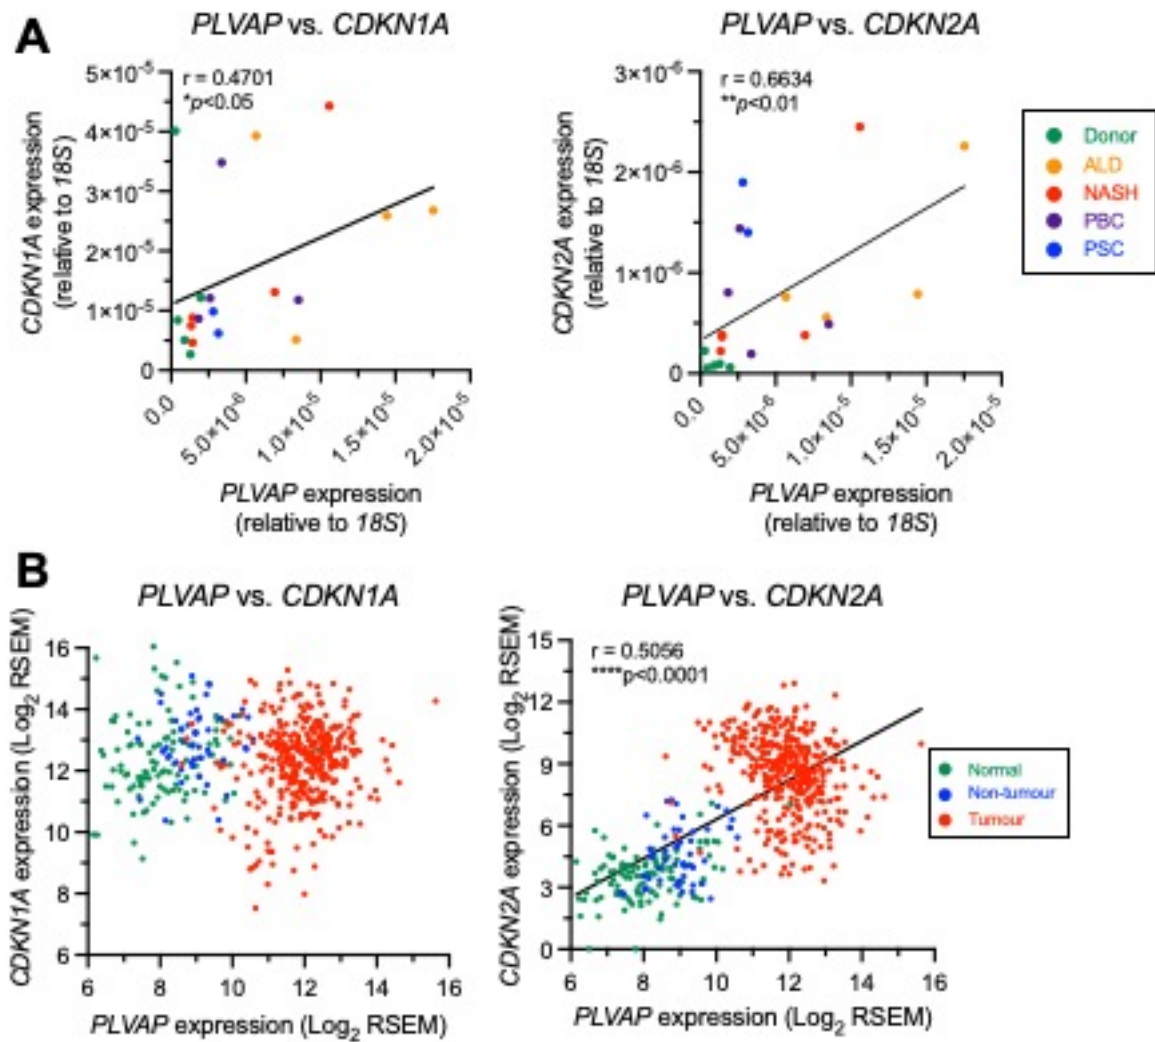 A
PLVAP vs. CDKN1A
r = 0.4701
*p<0.05
5×10⁻⁵
4×10⁻⁵
3×10⁻⁵
2×10⁻⁵
1×10⁻⁵
0
CDKN1A expression
(relative to 18S)
0.0
5.0×10⁻⁶
1.0×10⁻⁵
1.5×10⁻⁵
2.0×10⁻⁵
PLVAP expression
(relative to 18S)
PLVAP vs. CDKN2A
r = 0.6634
**p<0.01
3×10⁻⁶
2×10⁻⁶
1×10⁻⁶
0
CDKN2A expression
(relative to 18S)
0.0
5.0×10⁻⁶
1.0×10⁻⁵
1.5×10⁻⁵
2.0×10⁻⁵
PLVAP expression
(relative to 18S)
Donor
ALD
NASH
PBC
PSC
B
PLVAP vs. CDKN1A
CDKN1A expression (Log₂ RSEM)
16
14
12
10
8
6
6 8 10 12 14 16
PLVAP expression (Log₂ RSEM)
PLVAP vs. CDKN2A
r = 0.5056
****p<0.0001
CDKN2A expression (Log₂ RSEM)
15
12
9
6
3
0
6 8 10 12 14 16
PLVAP expression (Log₂ RSEM)
Normal
Non-tumour
Tumour